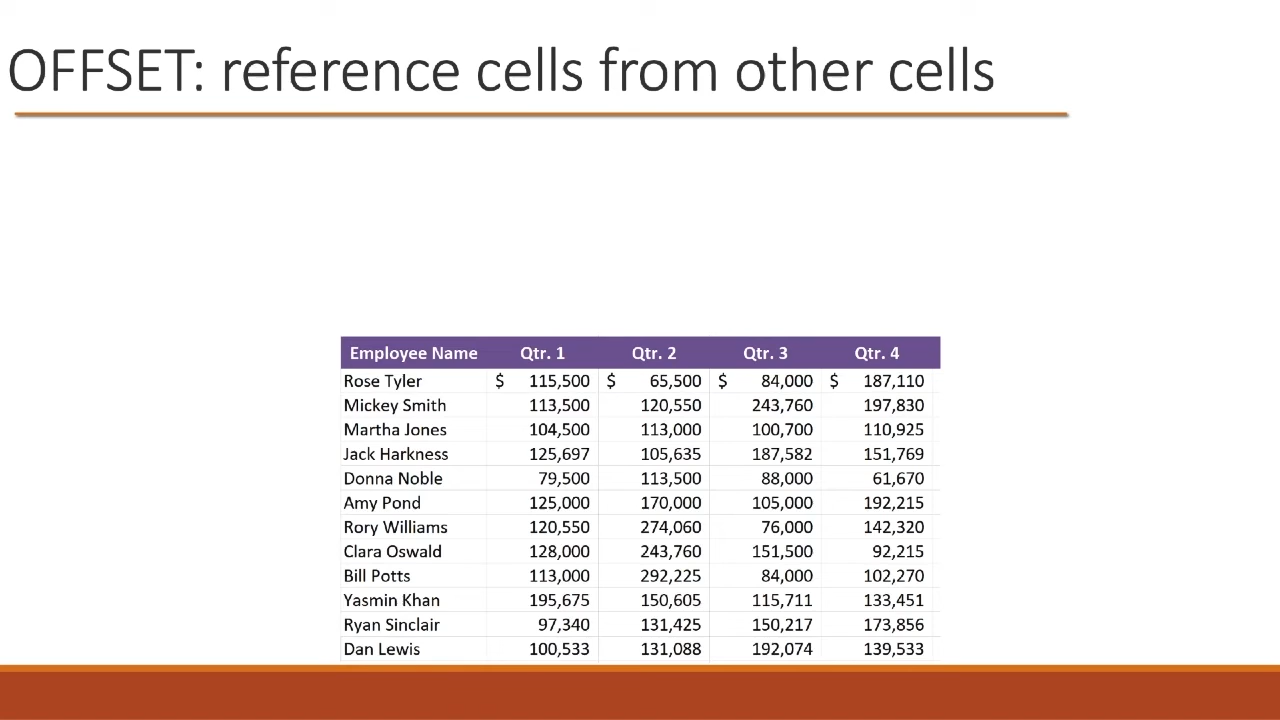 OFFSET: reference cells from other cells
Employee Name Qtr. 1 Qtr. 2 Qtr. 3 Qtr. 4
Rose Tyler $ 115,500 $ 65,500 $ 84,000 $ 187,110
Mickey Smith 113,500 120,550 243,760 197,830
Martha Jones 104,500 113,000 100,700 110,925
Jack Harkness 125,697 105,635 187,582 151,769
Donna Noble 79,500 113,500 88,000 61,670
Amy Pond 125,000 170,000 105,000 192,215
Rory Williams 120,550 274,060 76,000 142,320
Clara Oswald 128,000 243,760 151,500 92,215
Bill Potts 113,000 292,225 84,000 102,270
Yasmin Khan 195,675 150,605 115,711 133,451
Ryan Sinclair 97,340 131,425 150,217 173,856
Dan Lewis 100,533 131,088 192,074 139,533